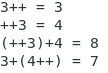 3++ = 3
++3 = 4
(++3)+4 = 8
3+(4++) = 7